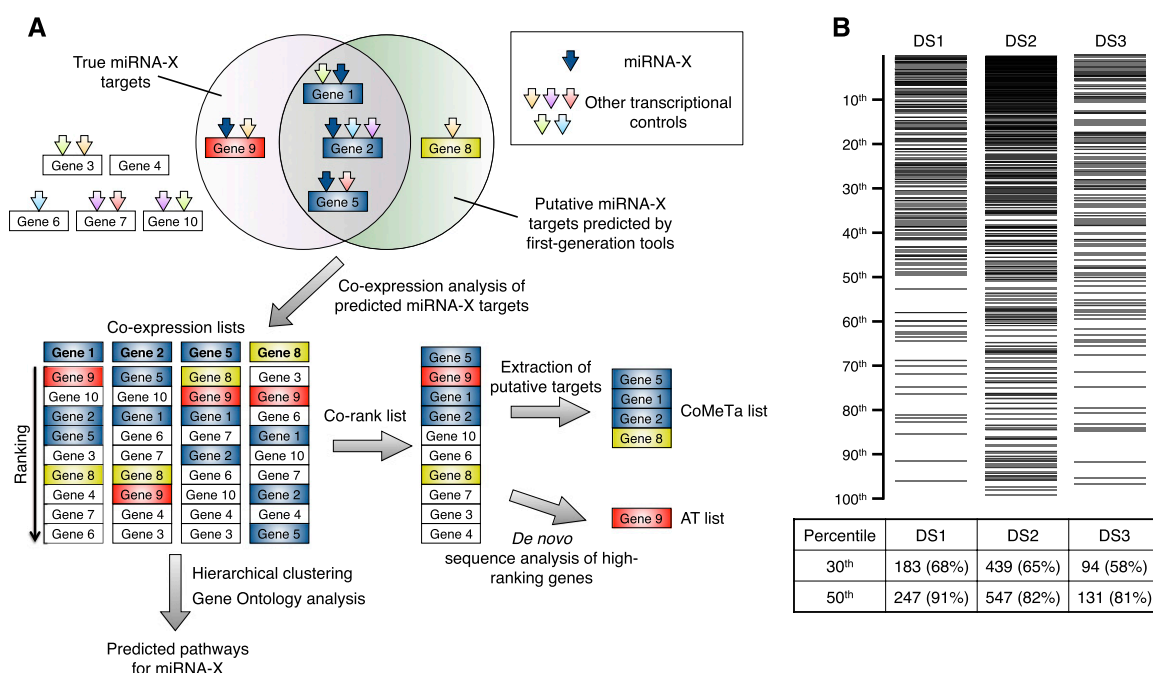 A
True miRNA-X
targets
Gene 1
Gene 9
Gene 2
Gene 8
Gene 5
Gene 3
Gene 4
Gene 6
Gene 7
Gene 10
miRNA-X
Other transcriptional
controls
Putative miRNA-X
targets predicted by
first-generation tools
Co-expression analysis of
predicted miRNA-X targets
Co-expression lists
Ranking
Gene 1 Gene 2 Gene 5 Gene 8
Gene 9 Gene 5 Gene 8 Gene 3
Gene 10 Gene 10 Gene 9 Gene 9
Gene 2 Gene 1 Gene 1 Gene 6
Gene 5 Gene 6 Gene 7 Gene 1
Gene 3 Gene 7 Gene 2 Gene 10
Gene 8 Gene 8 Gene 6 Gene 7
Gene 4 Gene 9 Gene 10 Gene 2
Gene 7 Gene 4 Gene 4 Gene 4
Gene 6 Gene 3 Gene 3 Gene 5
Co-rank list
Gene 5
Gene 9
Gene 1
Gene 2
Gene 10
Gene 6
Gene 8
Gene 7
Gene 3
Gene 4
Extraction of
putative targets
Gene 5
Gene 1
Gene 2
Gene 8
CoMeTa list
Gene 9
AT list
De novo
sequence analysis of high-
ranking genes
Hierarchical clustering
Gene Ontology analysis
Predicted pathways
for miRNA-X
B
DS1 DS2 DS3
10th
20th
30th
40th
50th
60th
70th
80th
90th
100th
Percentile DS1 DS2 DS3
30th 183 (68%) 439 (65%) 94 (58%)
50th 247 (91%) 547 (82%) 131 (81%)